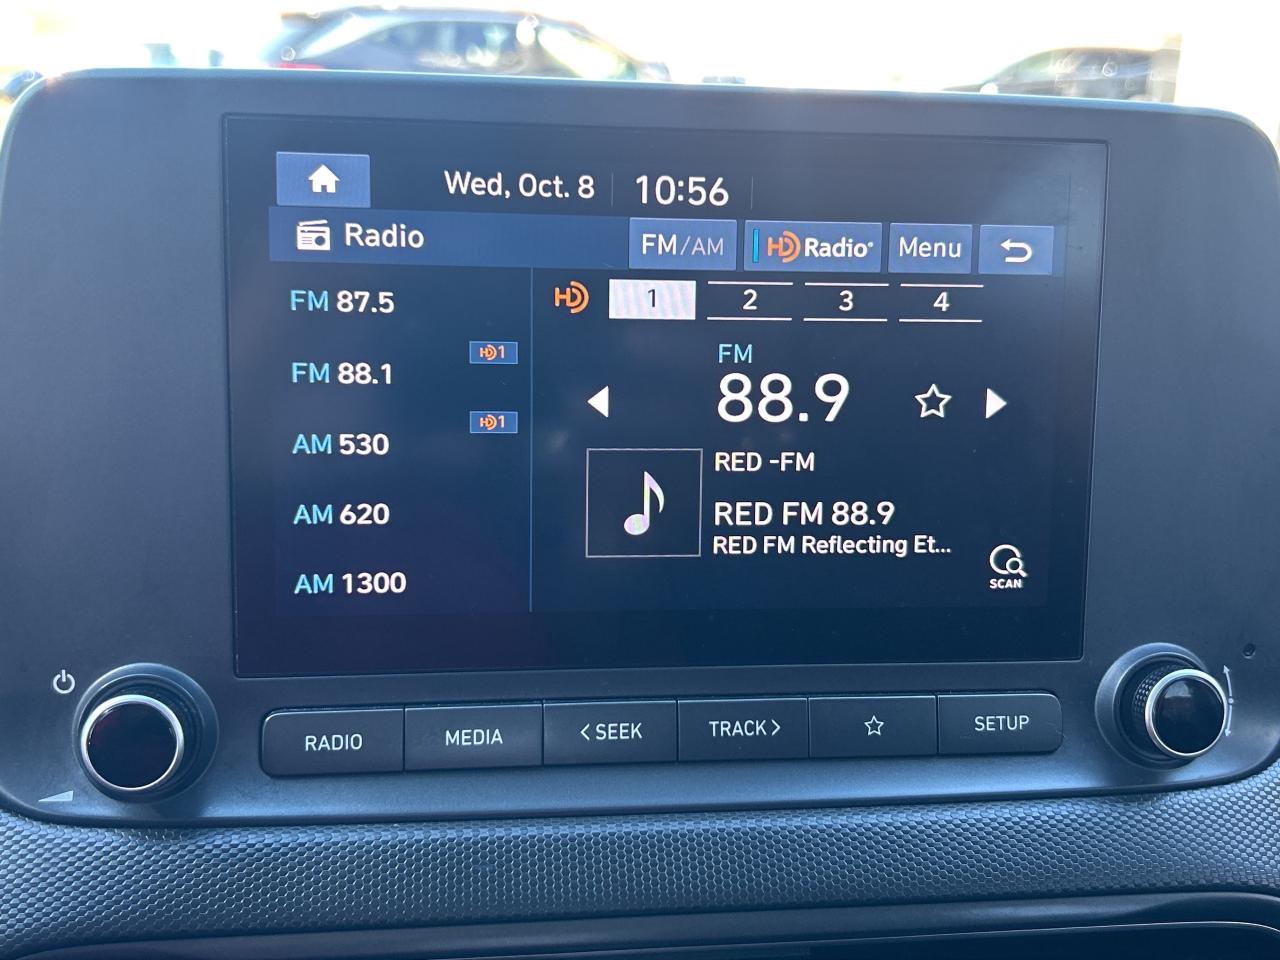 Wed, Oct. 8 10:56
Radio FM/AM HD Radio® Menu
FM 87.5
FM 88.1 HD1
AM 530 HD1
AM 620
AM 1300
HD 1 2 3 4
FM
88.9
RED -FM
RED FM 88.9
RED FM Reflecting Et...
SCAN
RADIO MEDIA <SEEK TRACK> SETUP